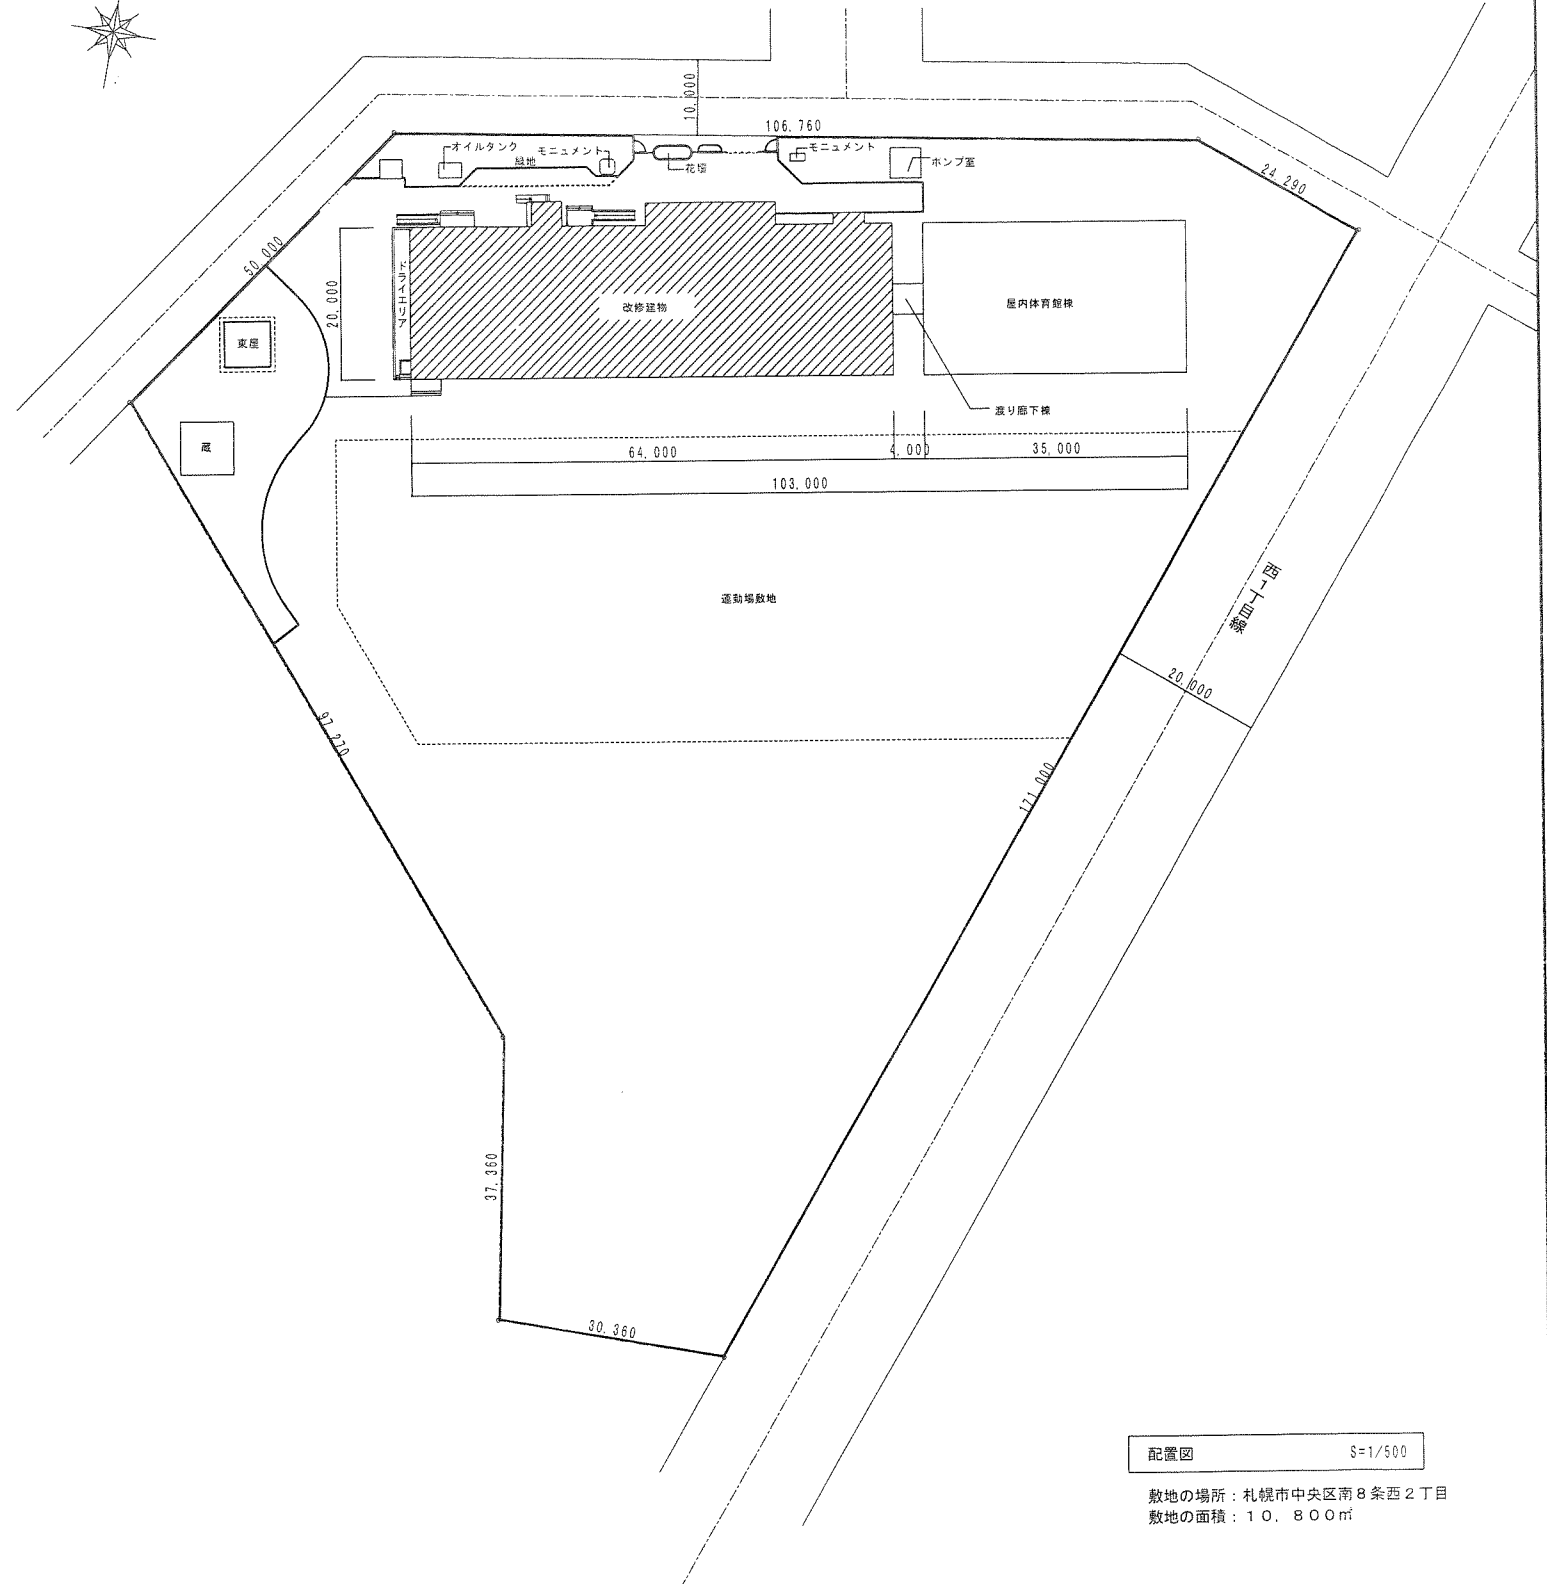 10,000
106,760
オイルタンク
緑地
モニュメント
花壇
モニュメント
ポンプ室
24,290
50,000
20,000
ドライエリア
改修建物
屋内体育館棟
東屋
渡り廊下棟
蔵
64,000
4,000
35,000
103,000
運動場敷地
西1丁目線
20,000
97,270
171,000
37,360
30,360
配置図 S=1/500
敷地の場所：札幌市中央区南８条西２丁目
敷地の面積：１０，８００㎡